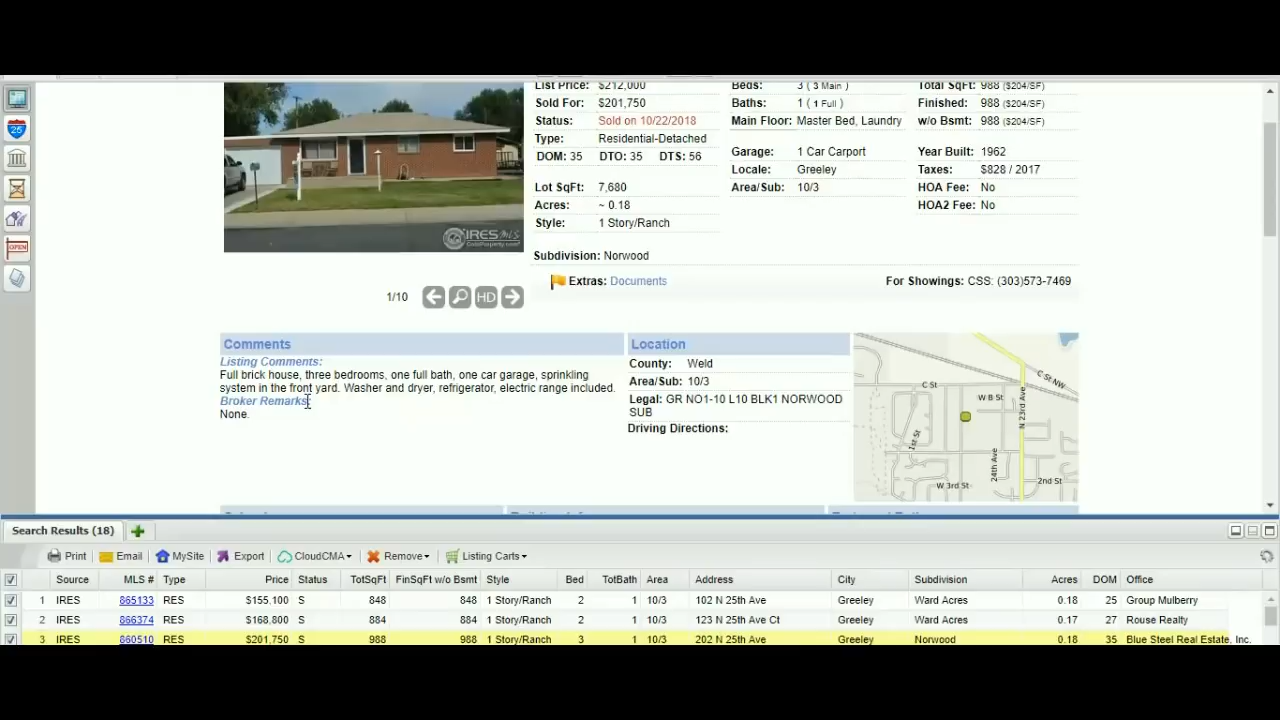 List Price: $212,000 Beds: 3 ( 3 Main ) Total SqFt: 988 ($204/SF)
Sold For: $201,750 Baths: 1 ( 1 Full ) Finished: 988 ($204/SF)
Status: Sold on 10/22/2018 Main Floor: Master Bed, Laundry w/o Bsmt: 988 ($204/SF)
Type: Residential-Detached
DOM: 35 DTO: 35 DTS: 56 Garage: 1 Car Carport Year Built: 1962
Locale: Greeley Taxes: $828 / 2017
Lot SqFt: 7,680 Area/Sub: 10/3 HOA Fee: No
Acres: ~ 0.18 HOA2 Fee: No
Style: 1 Story/Ranch
IRES MLS
Subdivision: Norwood
Extras: Documents For Showings: CSS: (303)573-7469
1/10 HD
25
OPEN
Comments
Listing Comments:
Full brick house, three bedrooms, one full bath, one car garage, sprinkling
system in the front yard. Washer and dryer, refrigerator, electric range included.
Broker Remarks:
None.
Location
County: Weld
Area/Sub: 10/3
Legal: GR NO1-10 L10 BLK1 NORWOOD
SUB
Driving Directions:
C St
C St NW
W B St
N 23rd Ave
1st St
24th Ave
W 3rd St
2nd St
Search Results (18)
Print Email MySite Export CloudCMA Remove Listing Carts
Source MLS # Type Price Status TotSqFt FinSqFt w/o Bsmt Style Bed TotBath Area Address City Subdivision Acres DOM Office
1 IRES 865133 RES $155,100 S 848 848 1 Story/Ranch 2 1 10/3 102 N 25th Ave Greeley Ward Acres 0.18 25 Group Mulberry
2 IRES 866374 RES $168,800 S 884 884 1 Story/Ranch 2 1 10/3 123 N 25th Ave Ct Greeley Ward Acres 0.17 27 Rouse Realty
3 IRES 860510 RES $201,750 S 988 988 1 Story/Ranch 3 1 10/3 202 N 25th Ave Greeley Norwood 0.18 35 Blue Steel Real Estate, Inc.